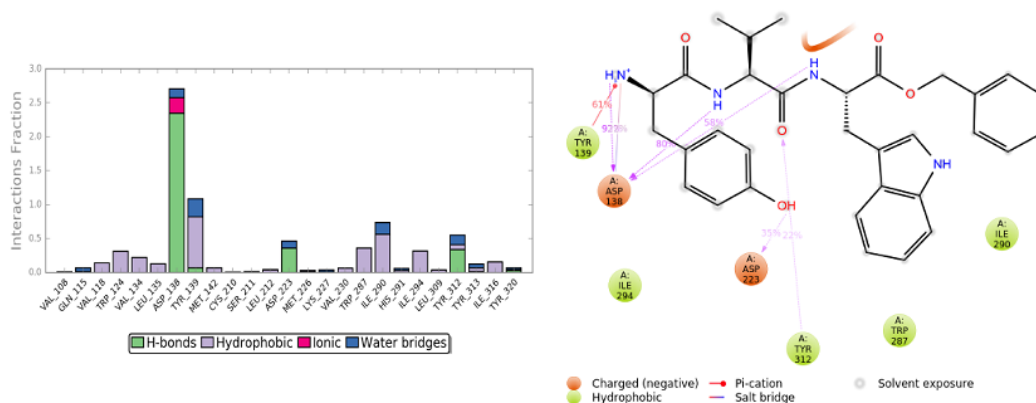 Interactions Fraction
3.0
2.5
2.0
1.5
1.0
0.5
0.0
VAL_108
GLN_115
VAL_118
TRP_124
VAL_134
LEU_135
ASP_138
TYR_139
MET_142
CYS_210
SER_211
LEU_212
ASP_223
MET_226
LYS_227
VAL_230
TRP_287
ILE_290
HIS_291
ILE_294
LEU_309
TYR_312
TYR_313
ILE_316
TYR_320
H-bonds
Hydrophobic
Ionic
Water bridges
O
H
H₃N⁺
N
H
N
O
O
O
NH
OH
61%
80%
58%
35%
22%
A:
TYR
139
A:
ASP
138
A:
ILE
294
A:
ASP
223
A:
TYR
312
A:
TRP
287
A:
ILE
290
Charged (negative)
Pi-cation
Solvent exposure
Hydrophobic
Salt bridge